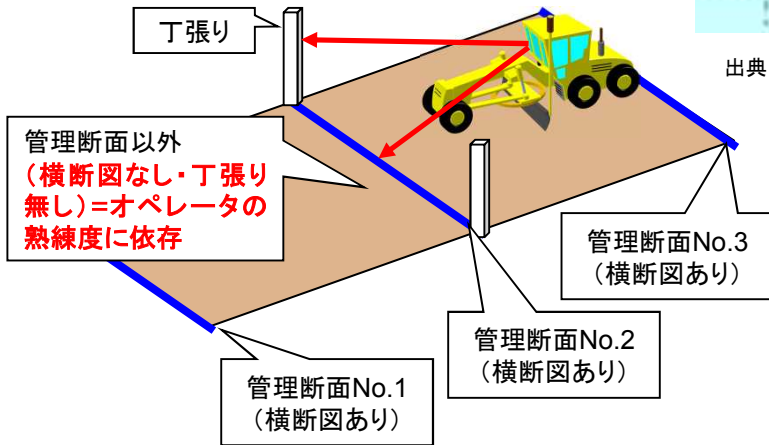 丁張り
出典
管理断面以外
(横断図なし・丁張り
無し)=オペレータの
熟練度に依存
管理断面No.3
(横断図あり)
管理断面No.2
(横断図あり)
管理断面No.1
(横断図あり)